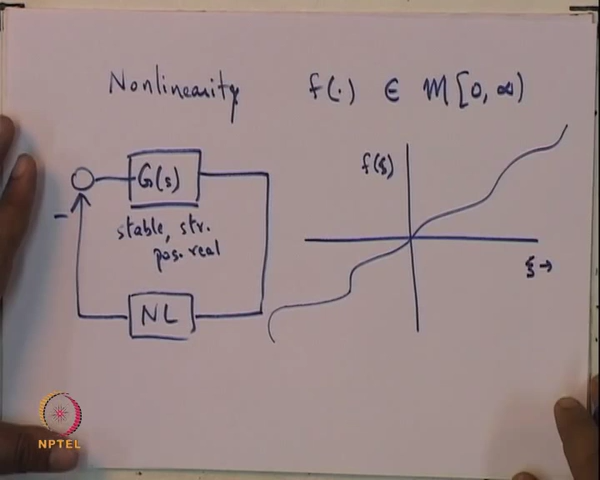 Nonlinearity f(·) ∈ M[0, ∞)
G(s)
f(ξ)
−
stable, str.
pos. real
ξ →
NL
NPTEL